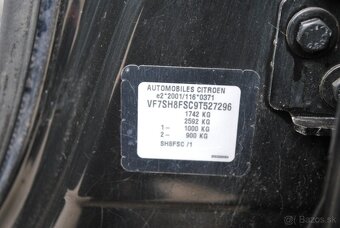 AUTOMOBILES CITROEN
e2*2001/116*0371
VF7SH8FSC9T527296
1742 KG
2592 KG
1- 1000 KG
2- 900 KG
SH8FSC /1
Bazos.sk